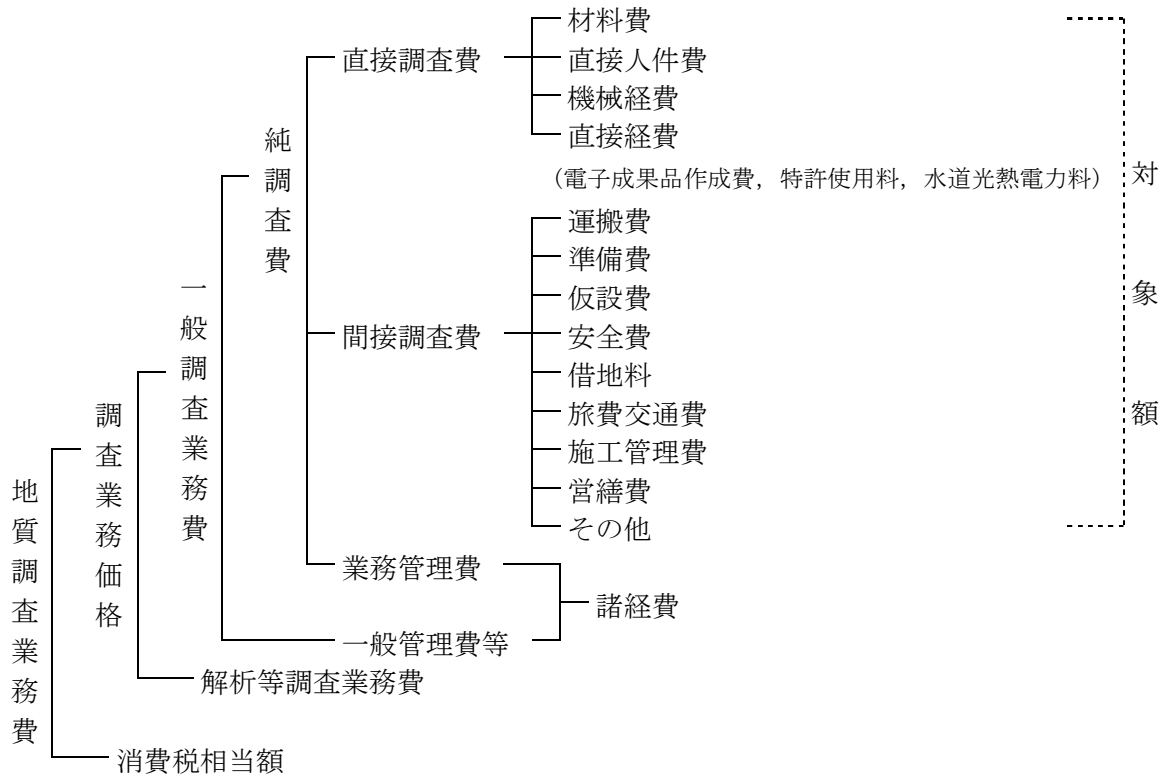 材料費
直接調査費
直接人件費
機械経費
直接経費
（電子成果品作成費，特許使用料，水道光熱電力料）
純調査費
運搬費
準備費
仮設費
間接調査費
安全費
借地料
旅費交通費
施工管理費
営繕費
その他
対象額
一般調査業務費
業務管理費
諸経費
一般管理費等
調査業務価格
解析等調査業務費
地質調査業務費
消費税相当額